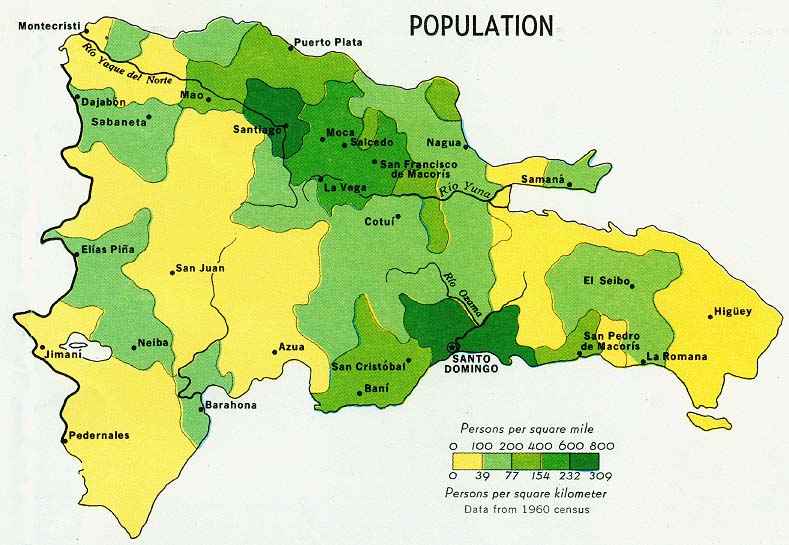 POPULATION
Montecristi
Puerto Plata
Río Yaque del Norte
Mao
Dajabón
Sabaneta
Santiago
Moca
Salcedo
Nagua
San Francisco
de Macorís
Samaná
La Vega
Río Yuna
Cotuí
Elías Piña
San Juan
Río Ozama
El Seibo
Higüey
Jimaní
Neiba
Azua
San Cristóbal
SANTO
DOMINGO
San Pedro
de Macorís
La Romana
Baní
Barahona
Pedernales
Persons per square mile
0 100 200 400 600 800
0 39 77 154 232 309
Persons per square kilometer
Data from 1960 census